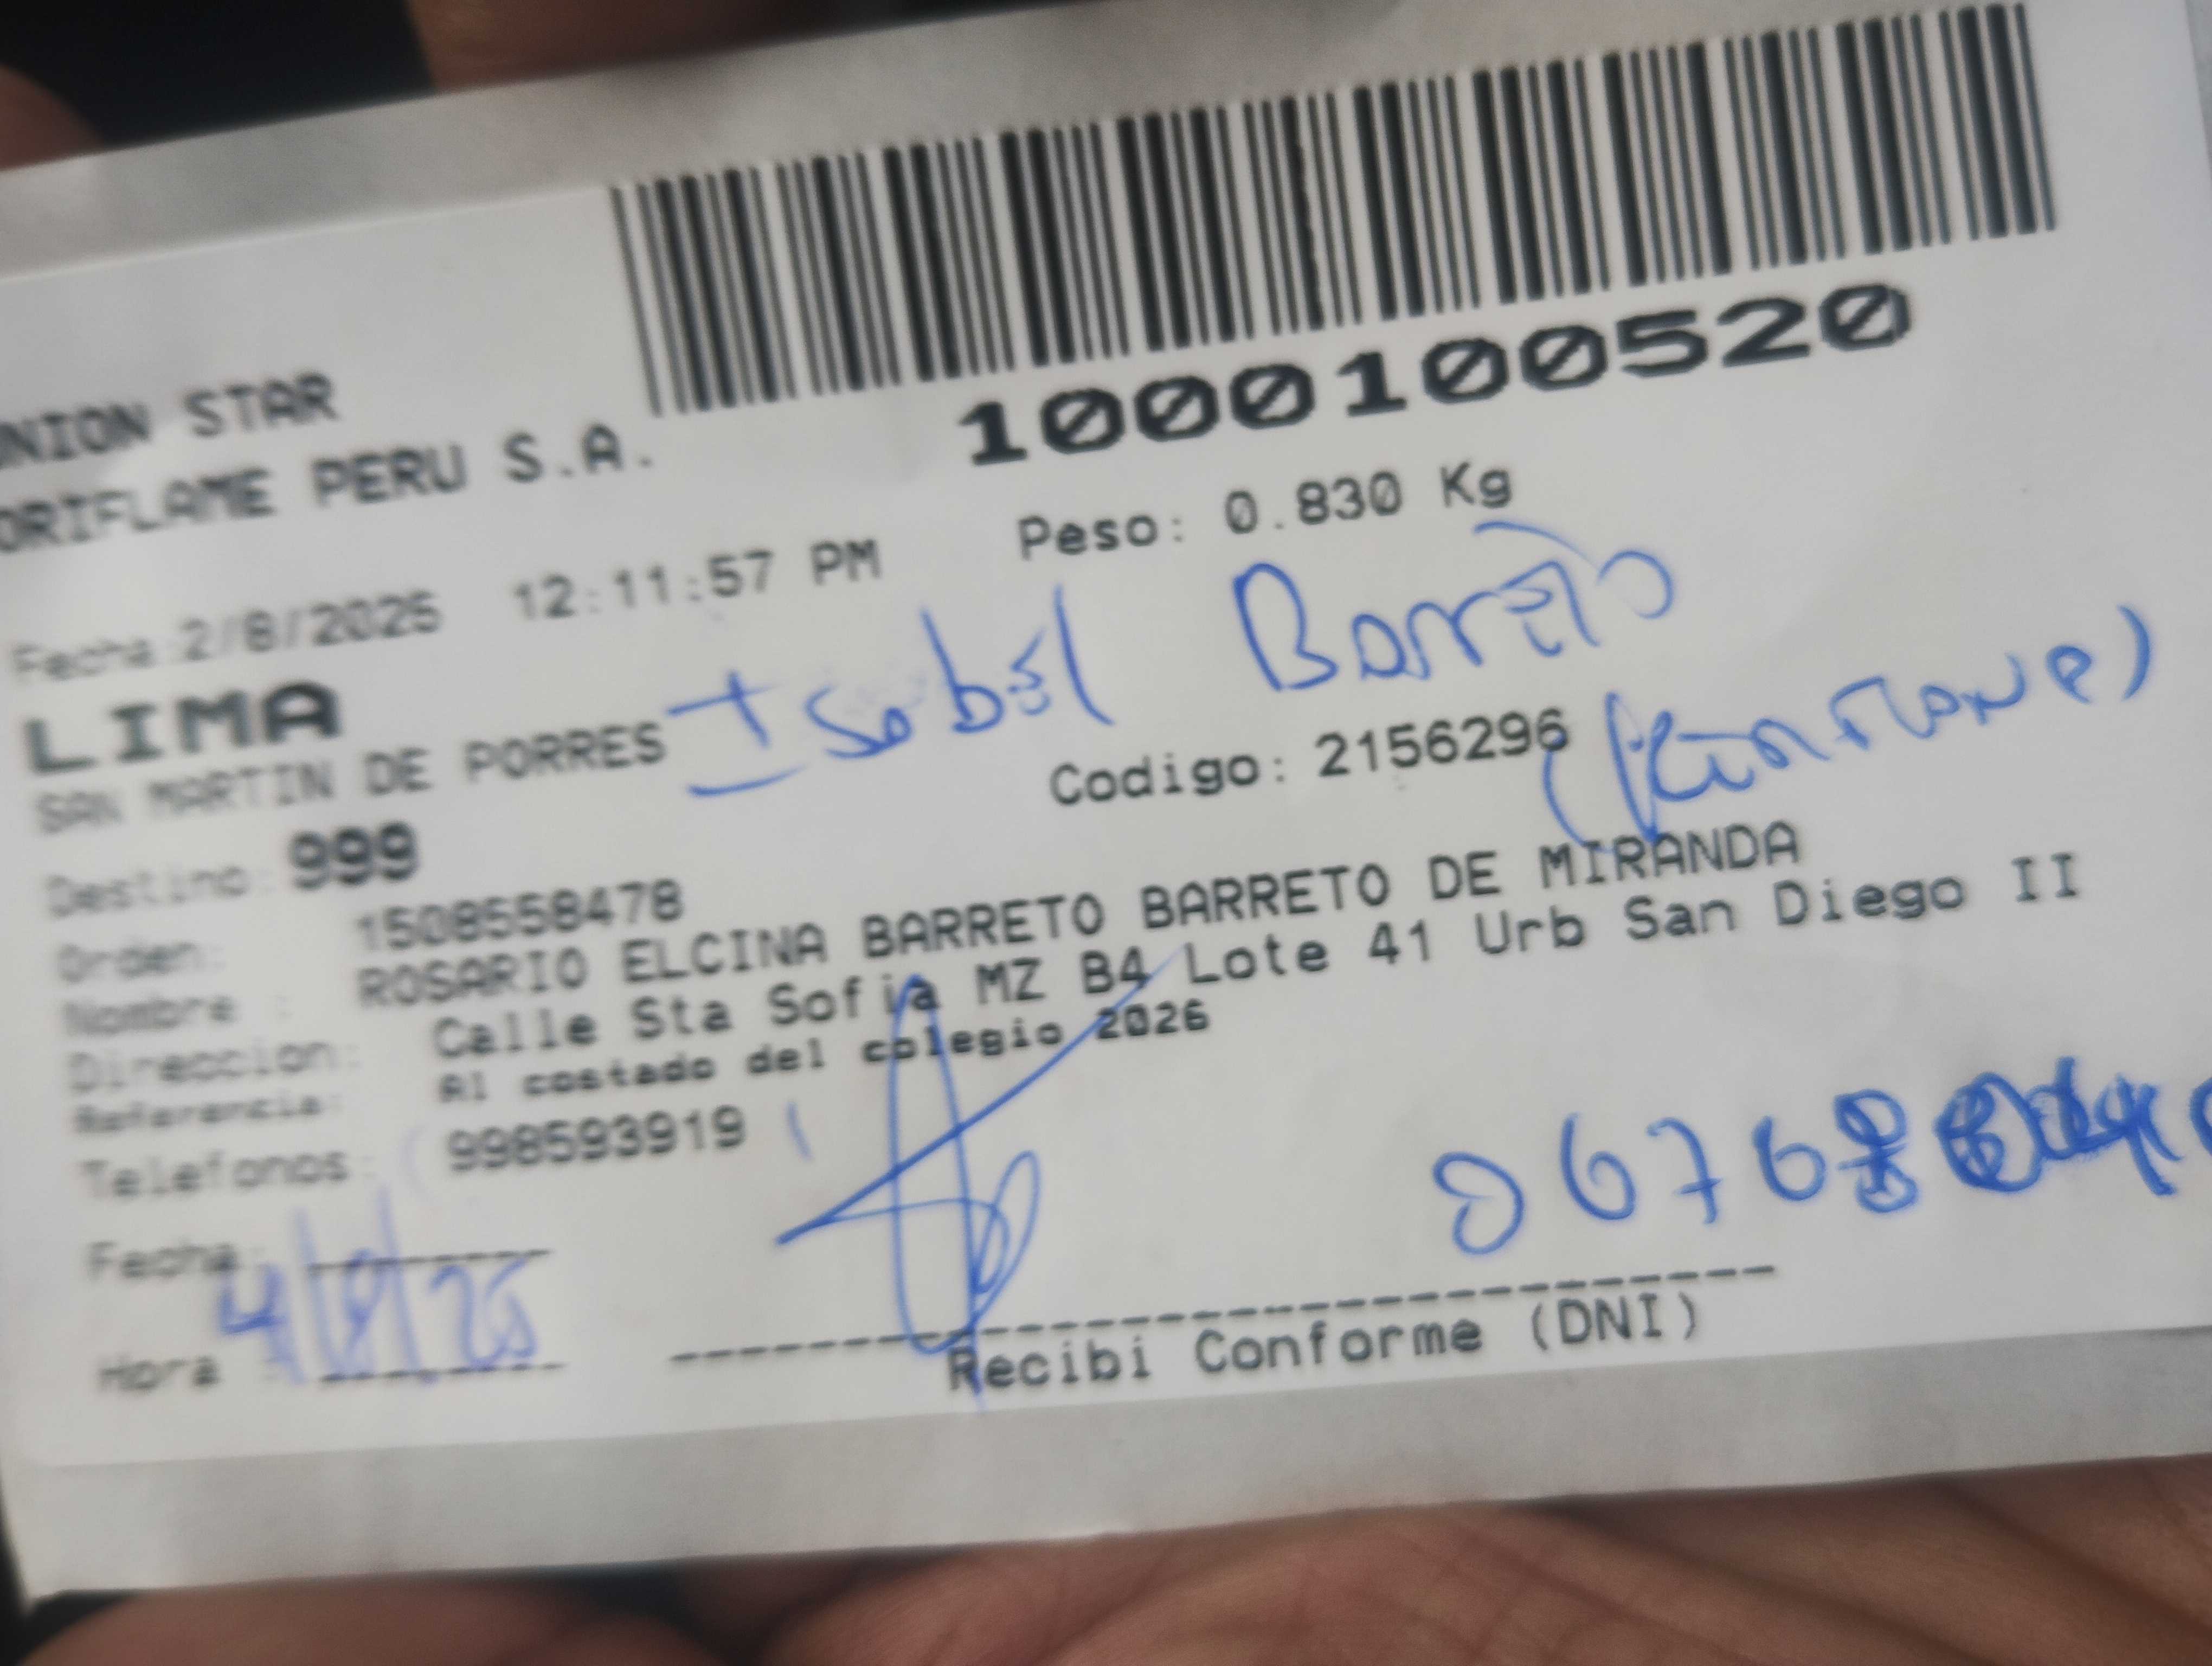 UNION STAR
ORIFLAME PERU S.A.
1000100520
Fecha: 2/8/2025 12:11:57 PM Peso: 0.830 Kg
LIMA
Isabel Barreto
SAN MARTIN DE PORRES
Codigo: 2156296
Destino: 999
Orden: 1508558478
Nombre : ROSARIO ELCINA BARRETO BARRETO DE MIRANDA
Direccion: Calle Sta Sofia MZ B4 Lote 41 Urb San Diego II
Referencia: Al costado del colegio 2026
Telefonos: 998593919
Fecha:
4/8/25
Hora :
Recibi Conforme (DNI)